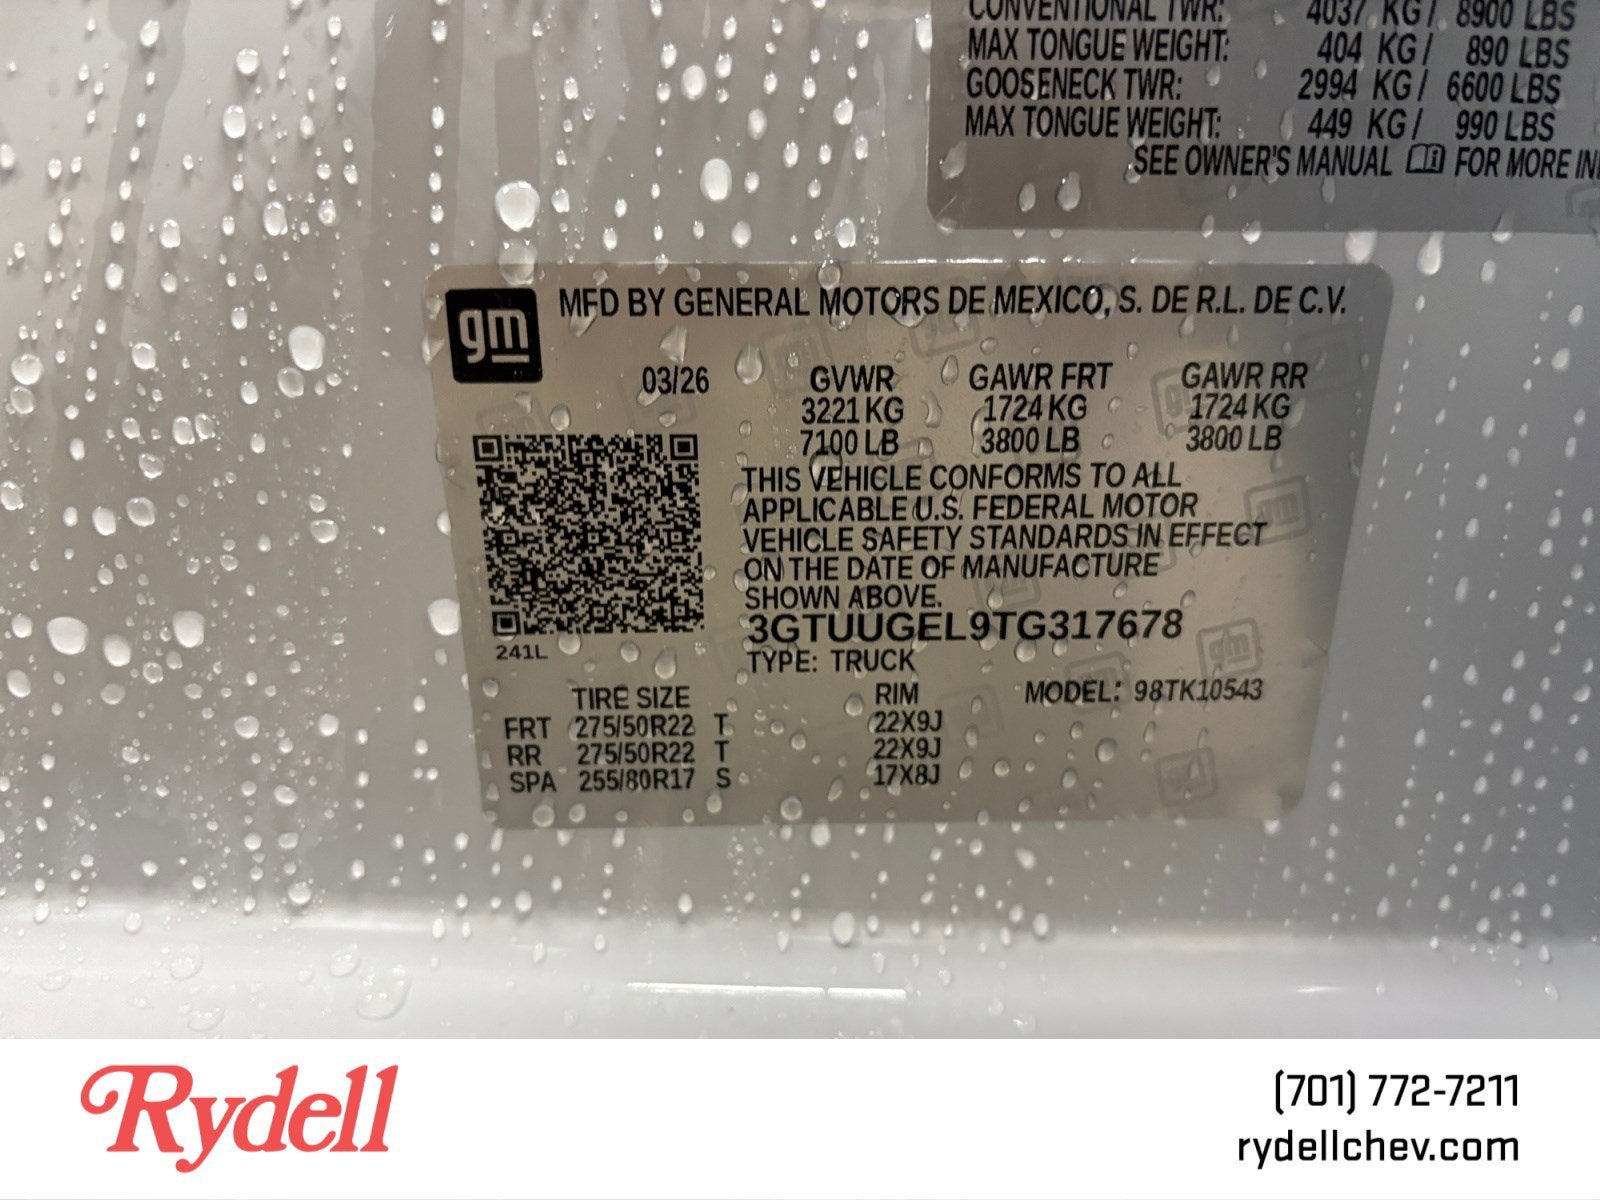 CONVENTIONAL TWR: 4037 KG/ 8900 LBS
MAX TONGUE WEIGHT: 404 KG/ 890 LBS
GOOSENECK TWR: 2994 KG/ 6600 LBS
MAX TONGUE WEIGHT: 449 KG/ 990 LBS
SEE OWNER'S MANUAL FOR MORE
gm MFD BY GENERAL MOTORS DE MEXICO, S. DE R.L. DE C.V.
03/26 GVWR GAWR FRT GAWR RR
3221 KG 1724 KG 1724 KG
7100 LB 3800 LB 3800 LB
THIS VEHICLE CONFORMS TO ALL
APPLICABLE U.S. FEDERAL MOTOR
VEHICLE SAFETY STANDARDS IN EFFECT
ON THE DATE OF MANUFACTURE
SHOWN ABOVE.
3GTUUGEL9TG317678
241L
TYPE: TRUCK
TIRE SIZE RIM MODEL: 98TK10543
FRT 275/50R22 T 22X9J
RR 275/50R22 T 22X9J
SPA 255/80R17 S 17X8J
Rydell
(701) 772-7211
rydellchev.com